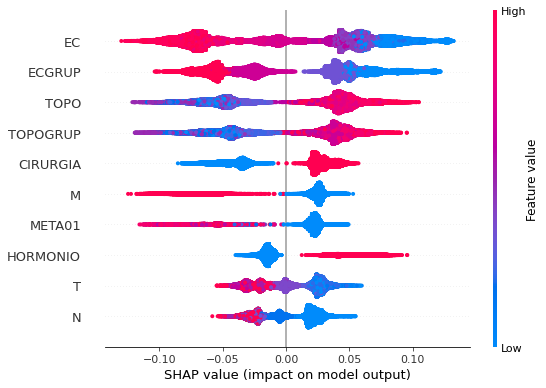 High
EC
ECGRUP
TOPO
TOPOGRUP
CIRURGIA
M
META01
HORMONIO
T
N
Feature value
Low
−0.10 −0.05 0.00 0.05 0.10
SHAP value (impact on model output)